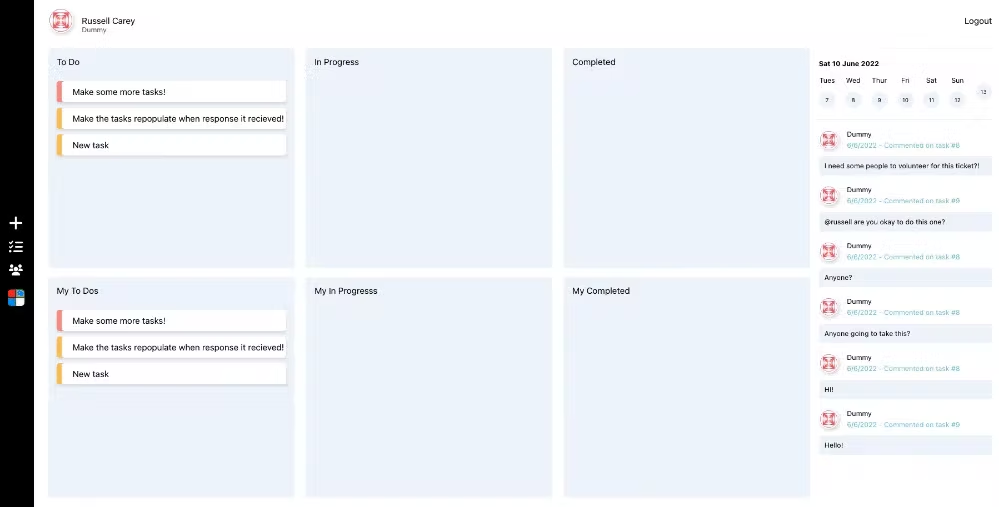 Russell Carey
Dummy
Logout
To Do
Make some more tasks!
Make the tasks repopulate when response it recieved!
New task
In Progress
Completed
My To Dos
Make some more tasks!
Make the tasks repopulate when response it recieved!
New task
My In Progresss
My Completed
Sat 10 June 2022
Tues Wed Thur Fri Sat Sun
7 8 9 10 11 12 13
Dummy
6/6/2022 - Commented on task #8
I need some people to volunteer for this ticket?!
Dummy
6/6/2022 - Commented on task #9
@russell are you okay to do this one?
Dummy
6/6/2022 - Commented on task #8
Anyone?
Dummy
6/6/2022 - Commented on task #8
Anyone going to take this?
Dummy
6/6/2022 - Commented on task #8
Hi!
Dummy
6/6/2022 - Commented on task #9
Hello!